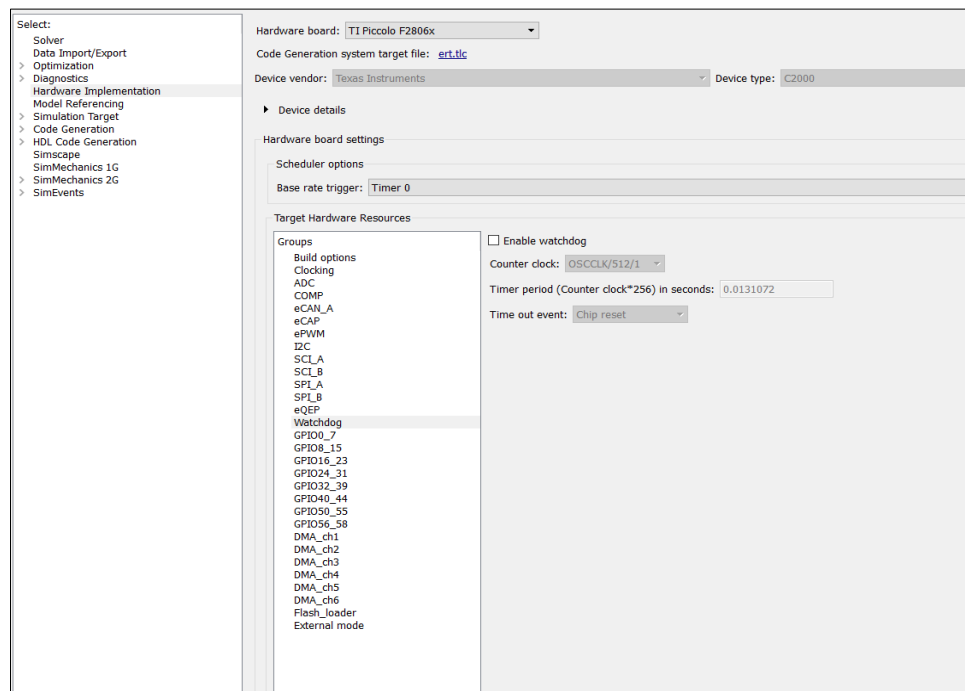 Select:
Solver
Data Import/Export
Optimization
Diagnostics
Hardware Implementation
Model Referencing
Simulation Target
Code Generation
HDL Code Generation
Simscape
SimMechanics 1G
SimMechanics 2G
SimEvents
Hardware board: TI Piccolo F2806x
Code Generation system target file: ert.tlc
Device vendor: Texas Instruments Device type: C2000
Device details
Hardware board settings
Scheduler options
Base rate trigger: Timer 0
Target Hardware Resources
Groups
Build options
Clocking
ADC
COMP
eCAN_A
eCAP
ePWM
I2C
SCI_A
SCI_B
SPI_A
SPI_B
eQEP
Watchdog
GPIO0_7
GPIO8_15
GPIO16_23
GPIO24_31
GPIO32_39
GPIO40_44
GPIO50_55
GPIO56_58
DMA_ch1
DMA_ch2
DMA_ch3
DMA_ch4
DMA_ch5
DMA_ch6
Flash_loader
External mode
Enable watchdog
Counter clock: OSCCLK/512/1
Timer period (Counter clock*256) in seconds: 0.0131072
Time out event: Chip reset